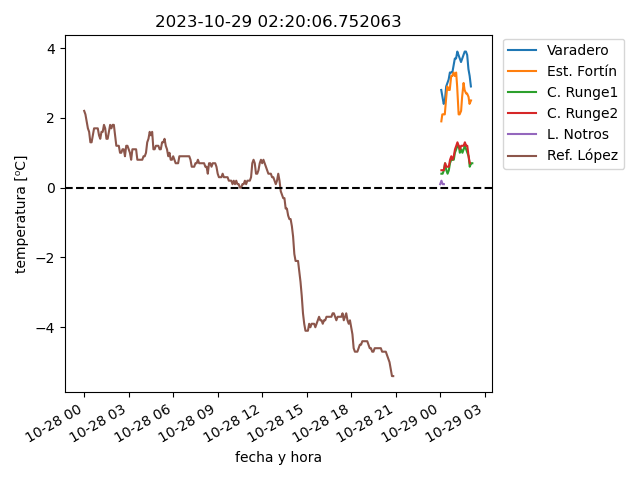 2023-10-29 02:20:06.752063
temperatura [ºC]
4
2
0
−2
−4
10-28 00
10-28 03
10-28 06
10-28 09
10-28 12
10-28 15
10-28 18
10-28 21
10-29 00
10-29 03
fecha y hora
Varadero
Est. Fortín
C. Runge1
C. Runge2
L. Notros
Ref. López